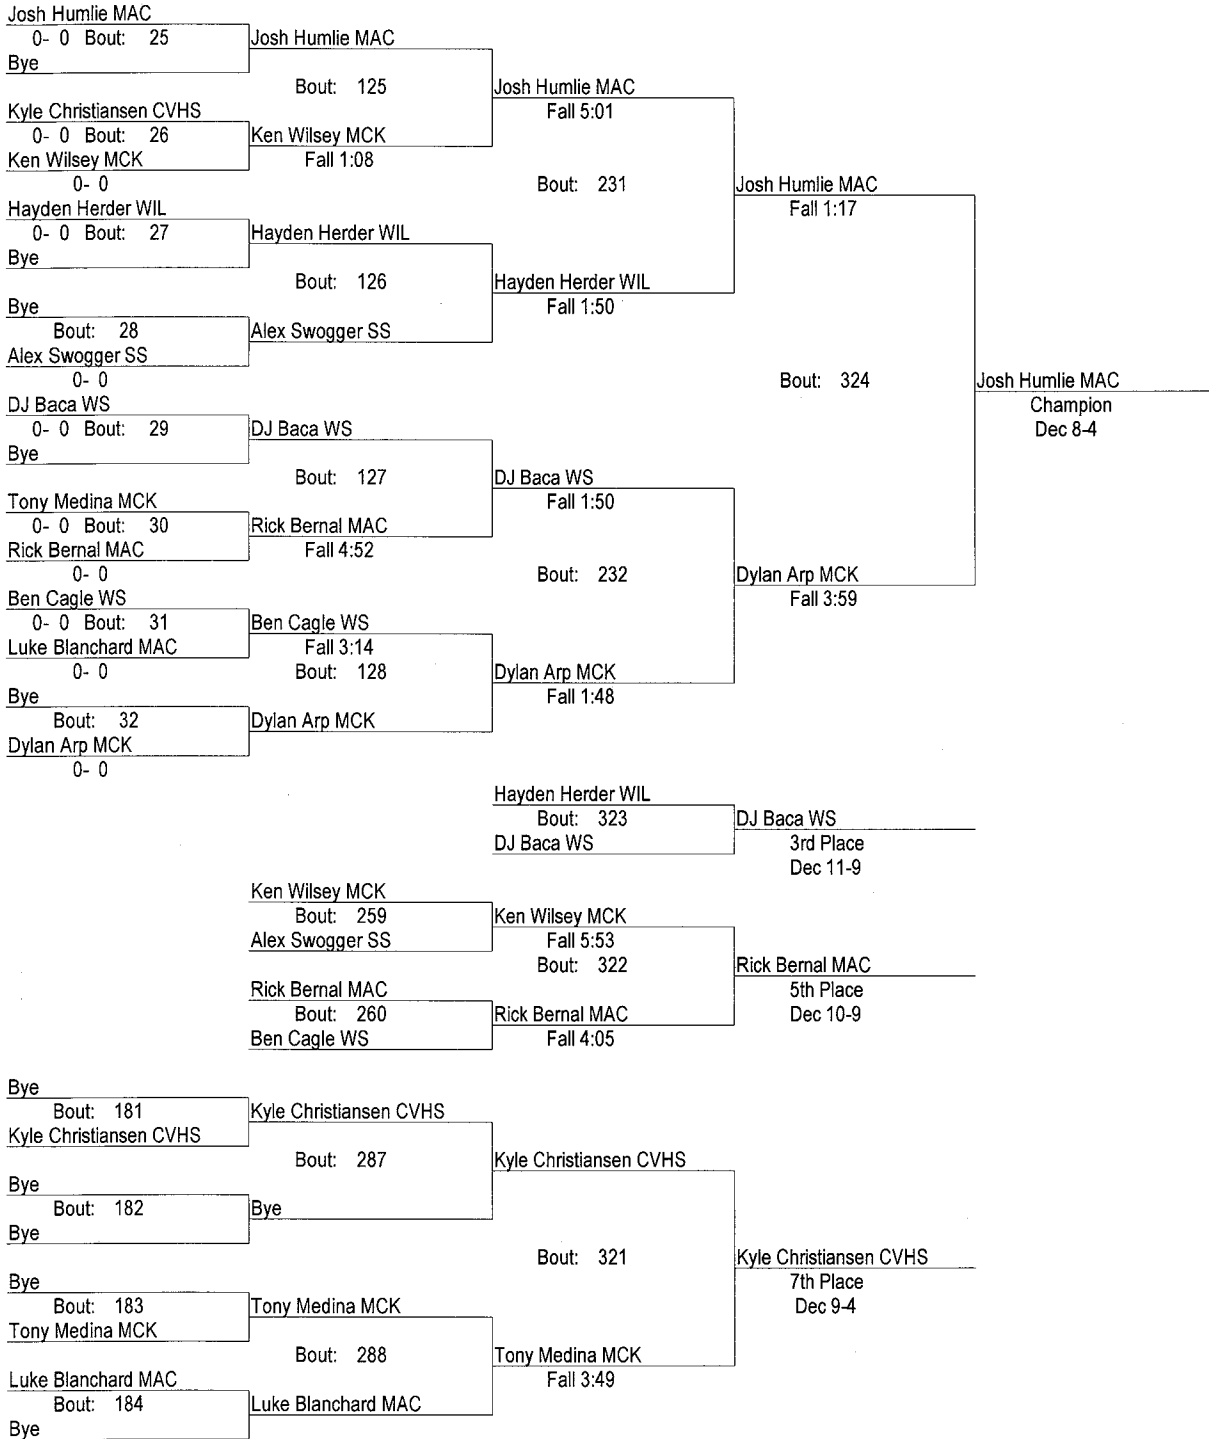 Josh Humlie MAC
0- 0 Bout: 25
Josh Humlie MAC
Bye
Bout: 125
Josh Humlie MAC
Fall 5:01
Kyle Christiansen CVHS
0- 0 Bout: 26
Ken Wilsey MCK
Fall 1:08
Ken Wilsey MCK
0- 0
Bout: 231
Josh Humlie MAC
Fall 1:17
Hayden Herder WIL
0- 0 Bout: 27
Hayden Herder WIL
Bye
Bout: 126
Hayden Herder WIL
Fall 1:50
Bye
Bout: 28
Alex Swogger SS
Alex Swogger SS
0- 0
Bout: 324
Josh Humlie MAC
Champion
Dec 8-4
DJ Baca WS
0- 0 Bout: 29
DJ Baca WS
Bye
Bout: 127
DJ Baca WS
Fall 1:50
Tony Medina MCK
0- 0 Bout: 30
Rick Bernal MAC
Fall 4:52
Rick Bernal MAC
0- 0
Bout: 232
Dylan Arp MCK
Fall 3:59
Ben Cagle WS
0- 0 Bout: 31
Ben Cagle WS
Fall 3:14
Luke Blanchard MAC
0- 0
Bout: 128
Dylan Arp MCK
Fall 1:48
Bye
Bout: 32
Dylan Arp MCK
Dylan Arp MCK
0- 0
Hayden Herder WIL
Bout: 323
DJ Baca WS
DJ Baca WS
3rd Place
Dec 11-9
Ken Wilsey MCK
Bout: 259
Ken Wilsey MCK
Alex Swogger SS
Fall 5:53
Bout: 322
Rick Bernal MAC
5th Place
Dec 10-9
Rick Bernal MAC
Bout: 260
Rick Bernal MAC
Ben Cagle WS
Fall 4:05
Bye
Bout: 181
Kyle Christiansen CVHS
Kyle Christiansen CVHS
Bout: 287
Kyle Christiansen CVHS
Bye
Bout: 182
Bye
Bye
Bout: 321
Kyle Christiansen CVHS
7th Place
Dec 9-4
Bye
Bout: 183
Tony Medina MCK
Tony Medina MCK
Bout: 288
Tony Medina MCK
Fall 3:49
Luke Blanchard MAC
Bout: 184
Luke Blanchard MAC
Bye